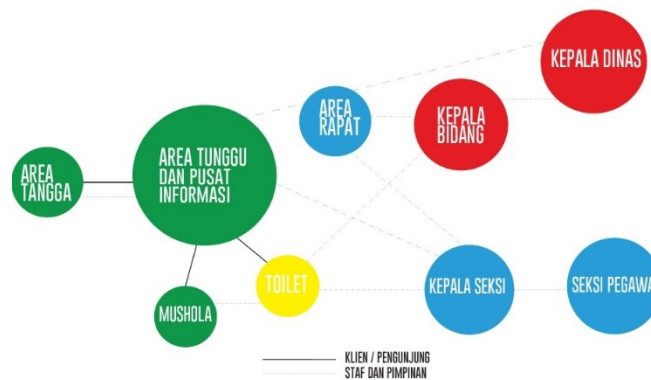 KEPALA DINAS
AREA
RAPAT
KEPALA
BIDANG
AREA TUNGGU
DAN PUSAT
INFORMASI
AREA
TANGGA
TOILET
KEPALA SEKSI
SEKSI PEGAWA
MUSHOLA
KLIEN / PENGUNJUNG
STAF DAN PIMPINAN